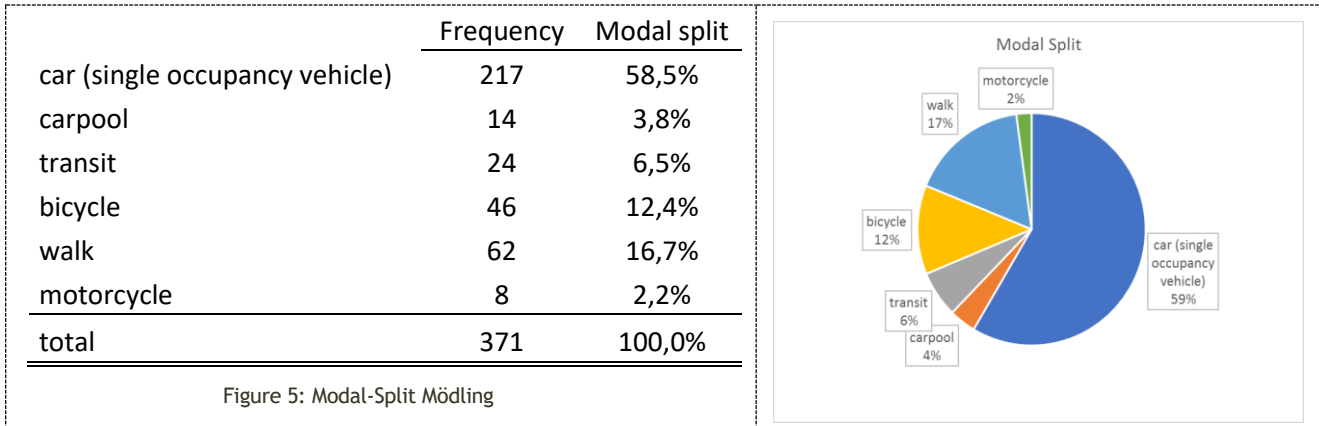 Frequency Modal split
car (single occupancy vehicle) 217 58,5%
carpool 14 3,8%
transit 24 6,5%
bicycle 46 12,4%
walk 62 16,7%
motorcycle 8 2,2%
total 371 100,0%
Figure 5: Modal-Split Mödling
Modal Split
motorcycle
2%
walk
17%
bicycle
12%
transit
6%
carpool
4%
car (single
occupancy
vehicle)
59%